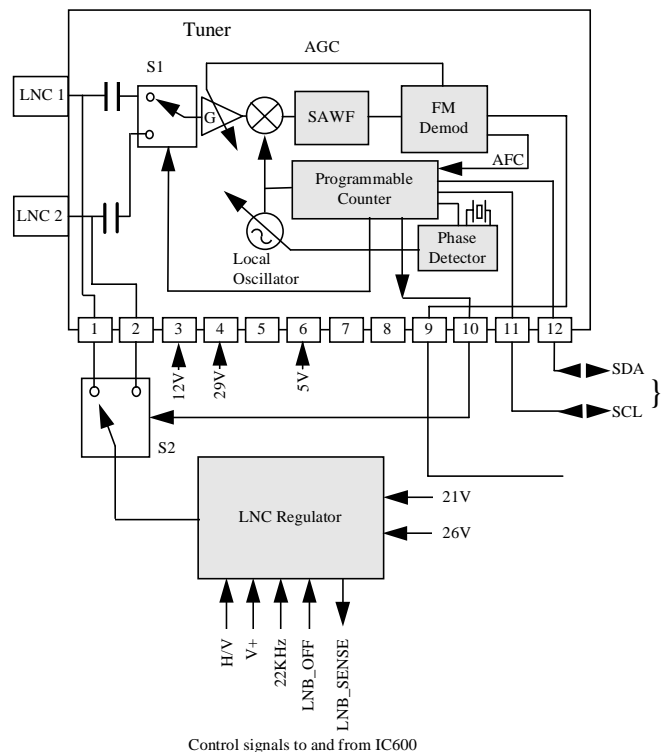 Tuner
AGC
S1
LNC 1
G
SAWF
FM
Demod
AFC
Programmable
Counter
LNC 2
Phase
Detector
Local
Oscillator
1 2 3 4 5 6 7 8 9 10 11 12
12V
29V
5V
SDA
}
SCL
S2
LNC Regulator
21V
26V
H/V
V+
22KHz
LNB_OFF
LNB_SENSE
Control signals to and from IC600